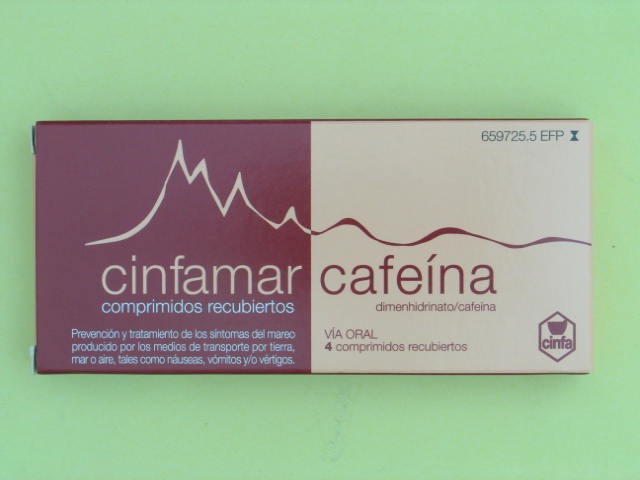 659725.5 EFP
cinfamar cafeína
comprimidos recubiertos
dimenhidrinato/cafeína
Prevención y tratamiento de los síntomas del mareo
producido por los medios de transporte por tierra,
mar o aire, tales como náuseas, vómitos y/o vértigos.
VÍA ORAL
4 comprimidos recubiertos
cinfa